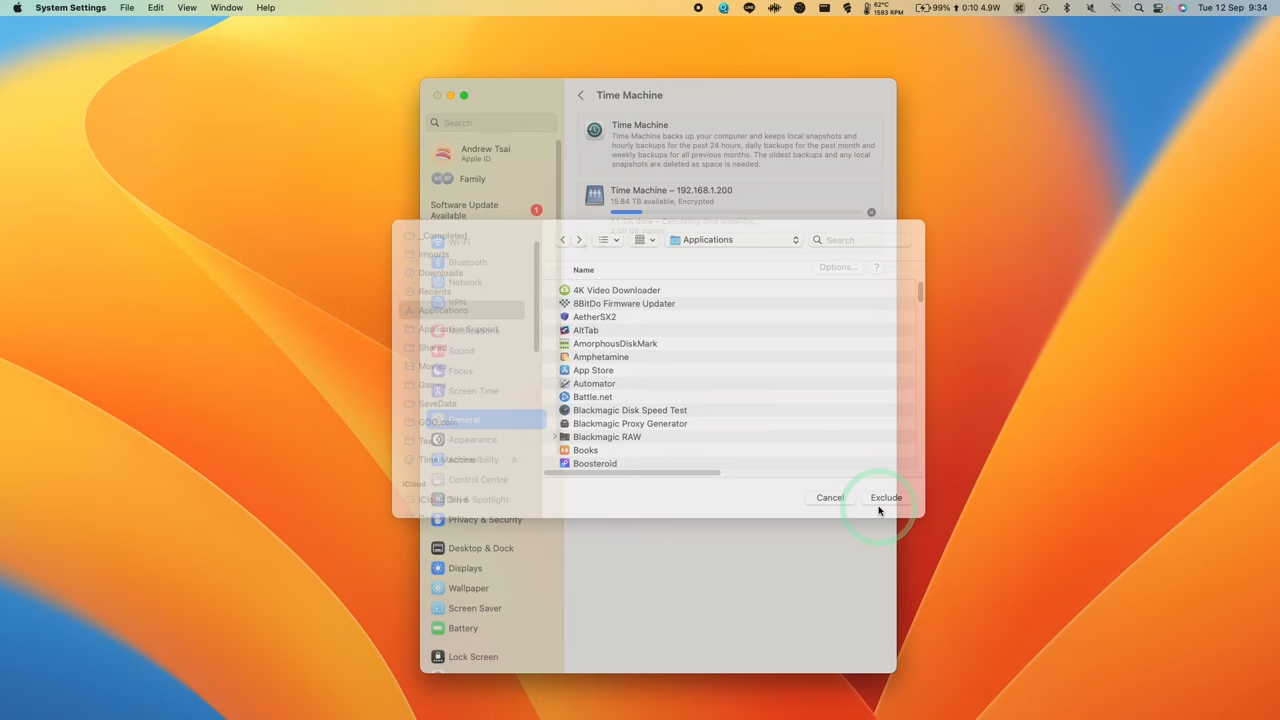 System Settings File Edit View Window Help
62°C
1583 RPM
99% 0:10 4.9W
Tue 12 Sep 9:34
Time Machine
Search
Time Machine
Time Machine backs up your computer and keeps local snapshots and
hourly backups for the past 24 hours, daily backups for the past month and
weekly backups for all previous months. The oldest backups and any local
snapshots are deleted as space is needed.
Andrew Tsai
Apple ID
Family
Time Machine – 192.168.1.200
15.84 TB available, Encrypted
Software Update
Available
1
_Completed
Wi-Fi
Imports
Bluetooth
Downloads
Network
Recents
VPN
Applications
Application Support
Shared
Sound
Movies
Focus
Games
Screen Time
SaveData
GOG.com
General
Appearance
Time Machine
Control Centre
iCloud
iCloud Drive
Privacy & Security
Desktop & Dock
Displays
Wallpaper
Screen Saver
Battery
Lock Screen
Applications
Search
Options...
?
Name
4K Video Downloader
8BitDo Firmware Updater
AetherSX2
AltTab
AmorphousDiskMark
Amphetamine
App Store
Automator
Battle.net
Blackmagic Disk Speed Test
Blackmagic Proxy Generator
Blackmagic RAW
Books
Boosteroid
Cancel
Exclude